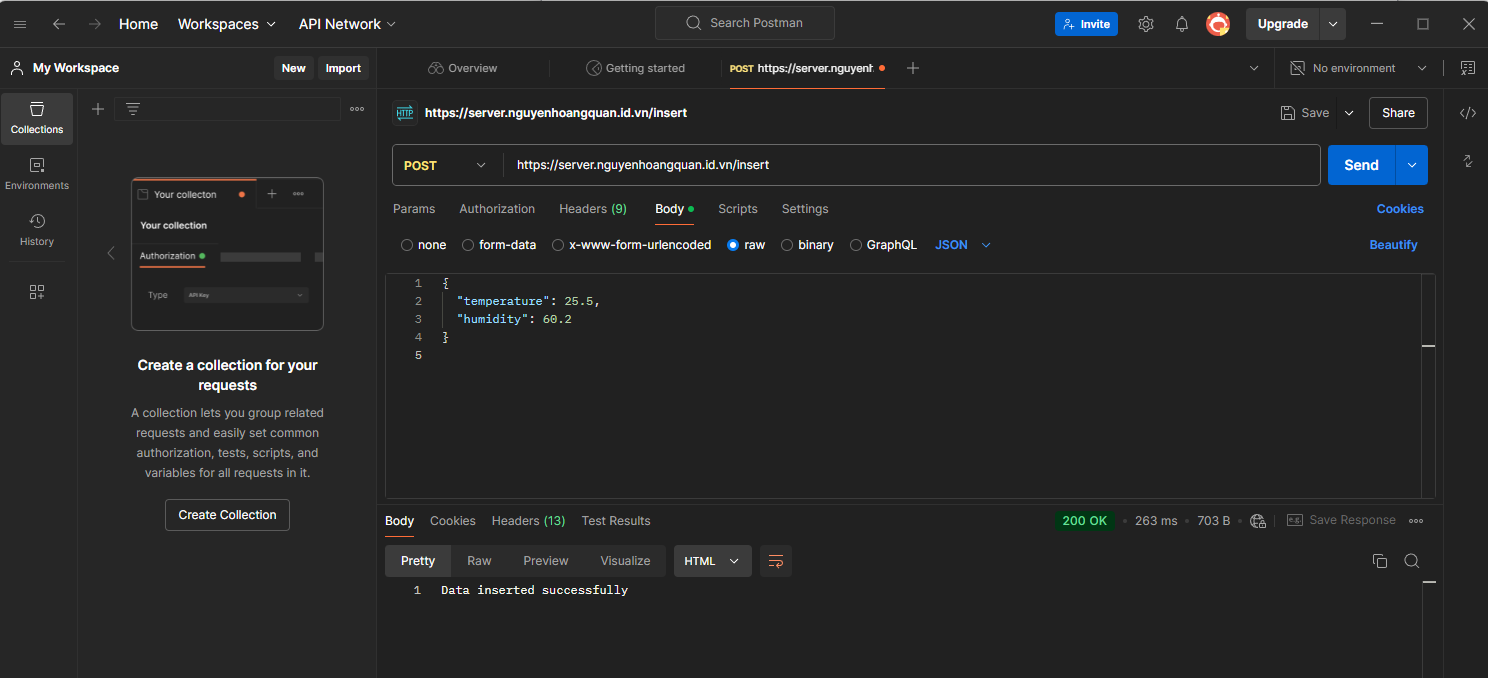 Home Workspaces API Network Search Postman Invite Upgrade
My Workspace New Import Overview Getting started POST https://server.nguyenh No environment
Collections
Environments
History
Your collecton
Your collection
Authorization
Type API Key
Create a collection for your
requests
A collection lets you group related
requests and easily set common
authorization, tests, scripts, and
variables for all requests in it.
Create Collection
HTTP https://server.nguyenhoangquan.id.vn/insert Save Share
POST https://server.nguyenhoangquan.id.vn/insert Send
Params Authorization Headers (9) Body Scripts Settings Cookies
none form-data x-www-form-urlencoded raw binary GraphQL JSON Beautify
1 {
2 "temperature": 25.5,
3 "humidity": 60.2
4 }
5
Body Cookies Headers (13) Test Results 200 OK 263 ms 703 B e.g. Save Response
Pretty Raw Preview Visualize HTML
1 Data inserted successfully